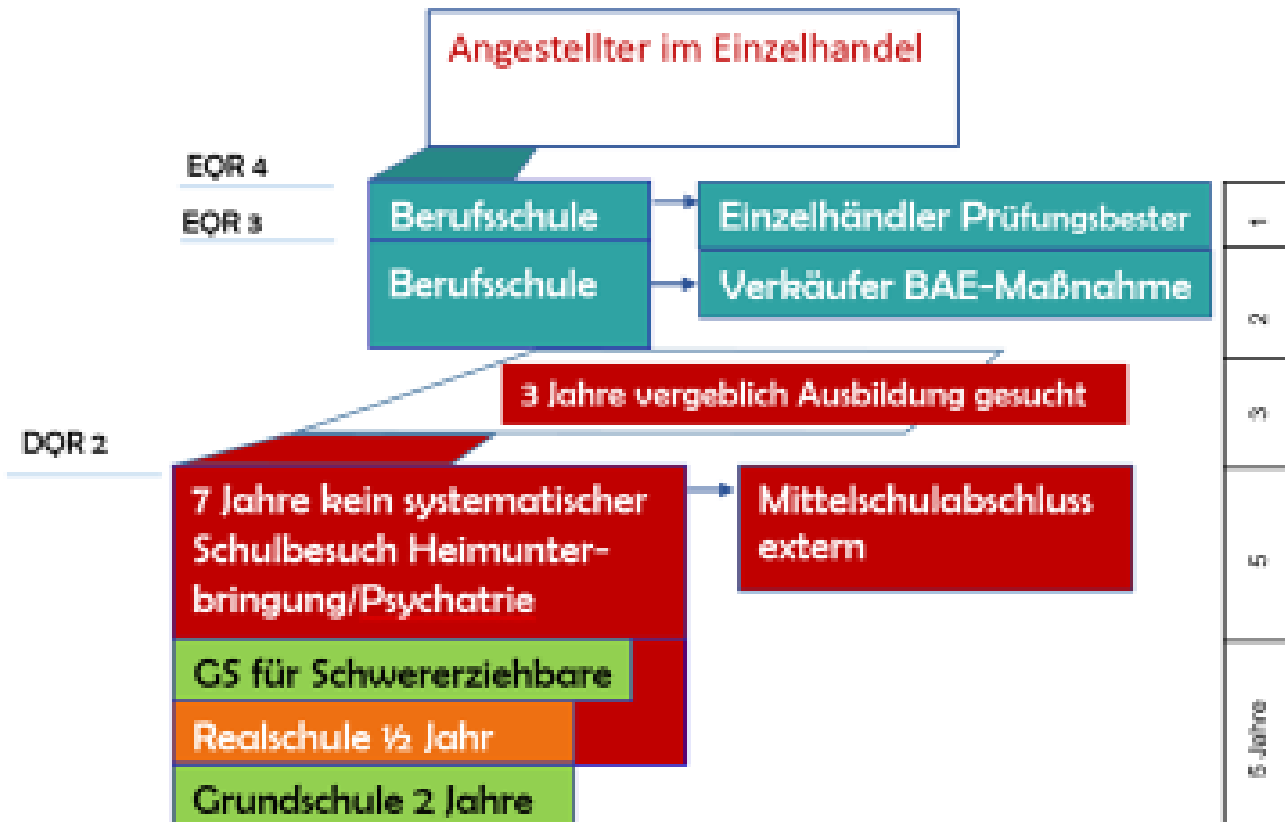 Angestellter im Einzelhandel
EQR 4
EQR 3
Berufsschule
Einzelhändler Prüfungsbester
1
Berufsschule
Verkäufer BAE-Maßnahme
2
3 Jahre vergeblich Ausbildung gesucht
3
DQR 2
7 Jahre kein systematischer
Schulbesuch Heimunter-
bringung/Psychatrie
Mittelschulabschluss
extern
5
GS für Schwererziehbare
Realschule ½ Jahr
Grundschule 2 Jahre
5 Jahre